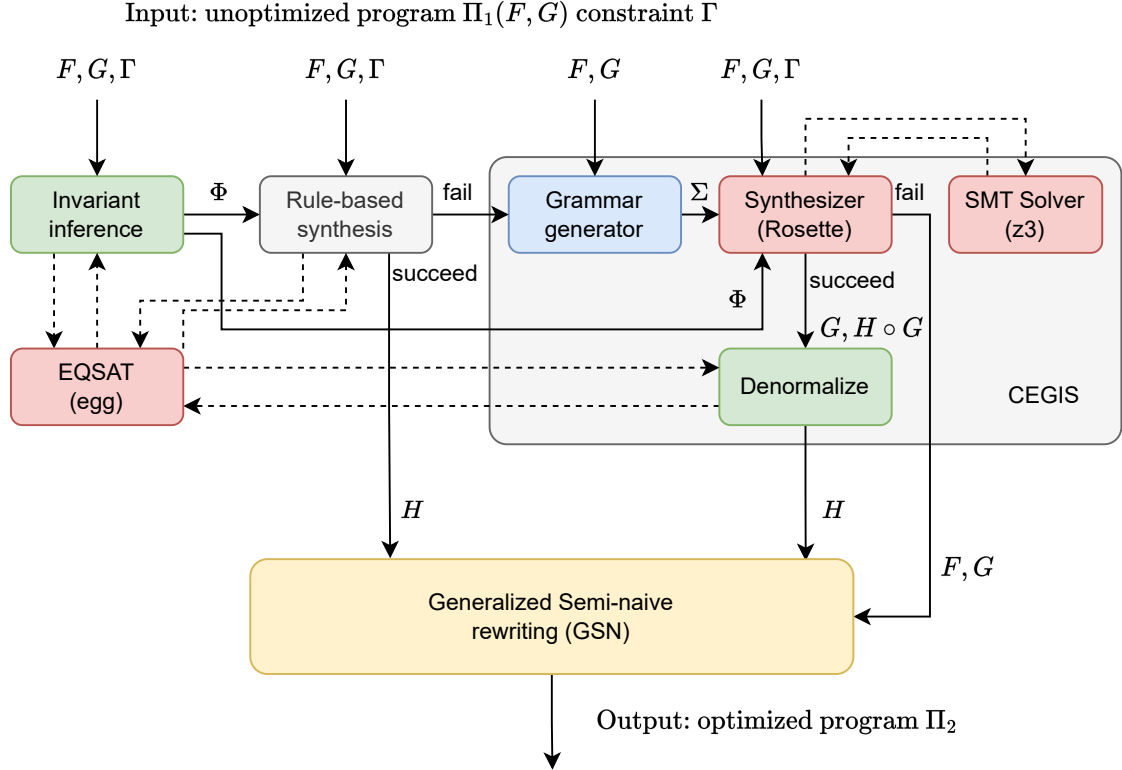 Input: unoptimized program Π₁(F, G) constraint Γ
F, G, Γ
F, G, Γ
F, G
F, G, Γ
Invariant
inference
Φ
Rule-based
synthesis
fail
Grammar
generator
Σ
Synthesizer
(Rosette)
fail
SMT Solver
(z3)
succeed
succeed
Φ
G, H ∘ G
EQSAT
(egg)
Denormalize
CEGIS
H
H
F, G
Generalized Semi-naive
rewriting (GSN)
Output: optimized program Π₂